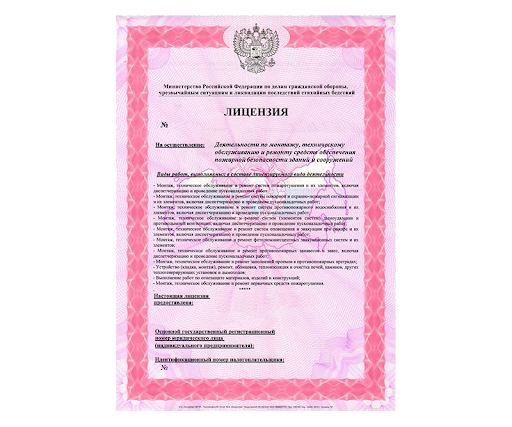 Министерство Российской Федерации по делам гражданской обороны,
чрезвычайным ситуациям и ликвидации последствий стихийных бедствий
ЛИЦЕНЗИЯ
№
На осуществление: Деятельности по монтажу, техническому
обслуживанию и ремонту средств обеспечения
пожарной безопасности зданий и сооружений
Виды работ, выполняемых в составе лицензируемого вида деятельности
- Монтаж, техническое обслуживание и ремонт систем пожаротушения и их элементов, включая
диспетчеризацию и проведение пусконаладочных работ;
- Монтаж, техническое обслуживание и ремонт систем пожарной и охранно-пожарной сигнализации
и их элементов, включая диспетчеризацию и проведение пусконаладочных работ;
- Монтаж, техническое обслуживание и ремонт систем противопожарного водоснабжения и их
элементов, включая диспетчеризацию и проведение пусконаладочных работ;
- Монтаж, техническое обслуживание и ремонт систем (элементов систем) дымоудаления и
противодымной вентиляции, включая диспетчеризацию и проведение пусконаладочных работ;
- Монтаж, техническое обслуживание и ремонт систем оповещения и эвакуации при пожаре и их
элементов, включая диспетчеризацию и проведение пусконаладочных работ;
- Монтаж, техническое обслуживание и ремонт фотолюминесцентных эвакуационных систем и их
элементов;
- Монтаж, техническое обслуживание и ремонт противопожарных занавесов и завес, включая
диспетчеризацию и проведение пусконаладочных работ;
- Монтаж, техническое обслуживание и ремонт заполнений проемов в противопожарных преградах;
- Устройство (кладка, монтаж), ремонт, облицовка, теплоизоляция и очистка печей, каминов, других
теплогенерирующих установок и дымоходов;
- Выполнение работ по огнезащите материалов, изделий и конструкций;
- Монтаж, техническое обслуживание и ремонт первичных средств пожаротушения.
*****
Настоящая лицензия
предоставлена:
Основной государственный регистрационный
номер юридического лица
(индивидуального предпринимателя):
Идентификационный номер налогоплательщика:
№